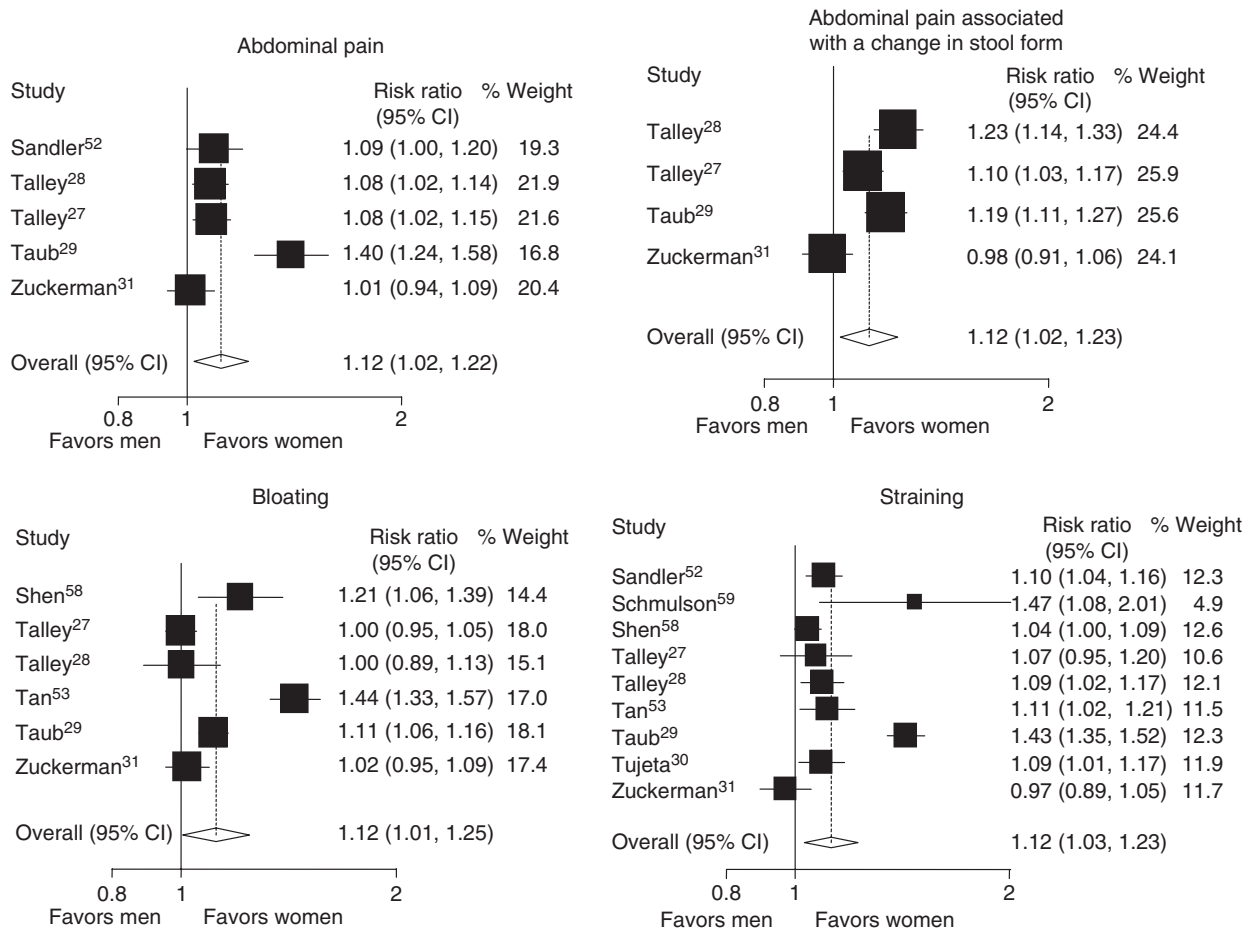 Abdominal pain
Study Risk ratio % Weight
(95% CI)
Sandler52 1.09 (1.00, 1.20) 19.3
Talley28 1.08 (1.02, 1.14) 21.9
Talley27 1.08 (1.02, 1.15) 21.6
Taub29 1.40 (1.24, 1.58) 16.8
Zuckerman31 1.01 (0.94, 1.09) 20.4
Overall (95% CI) 1.12 (1.02, 1.22)
0.8 1 2
Favors men Favors women
Abdominal pain associated
with a change in stool form
Study Risk ratio % Weight
(95% CI)
Talley28 1.23 (1.14, 1.33) 24.4
Talley27 1.10 (1.03, 1.17) 25.9
Taub29 1.19 (1.11, 1.27) 25.6
Zuckerman31 0.98 (0.91, 1.06) 24.1
Overall (95% CI) 1.12 (1.02, 1.23)
0.8 1 2
Favors men Favors women
Bloating
Study Risk ratio % Weight
(95% CI)
Shen58 1.21 (1.06, 1.39) 14.4
Talley27 1.00 (0.95, 1.05) 18.0
Talley28 1.00 (0.89, 1.13) 15.1
Tan53 1.44 (1.33, 1.57) 17.0
Taub29 1.11 (1.06, 1.16) 18.1
Zuckerman31 1.02 (0.95, 1.09) 17.4
Overall (95% CI) 1.12 (1.01, 1.25)
0.8 1 2
Favors men Favors women
Straining
Study Risk ratio % Weight
(95% CI)
Sandler52 1.10 (1.04, 1.16) 12.3
Schmulson59 1.47 (1.08, 2.01) 4.9
Shen58 1.04 (1.00, 1.09) 12.6
Talley27 1.07 (0.95, 1.20) 10.6
Talley28 1.09 (1.02, 1.17) 12.1
Tan53 1.11 (1.02, 1.21) 11.5
Taub29 1.43 (1.35, 1.52) 12.3
Tujeta30 1.09 (1.01, 1.17) 11.9
Zuckerman31 0.97 (0.89, 1.05) 11.7
Overall (95% CI) 1.12 (1.03, 1.23)
0.8 1 2
Favors men Favors women